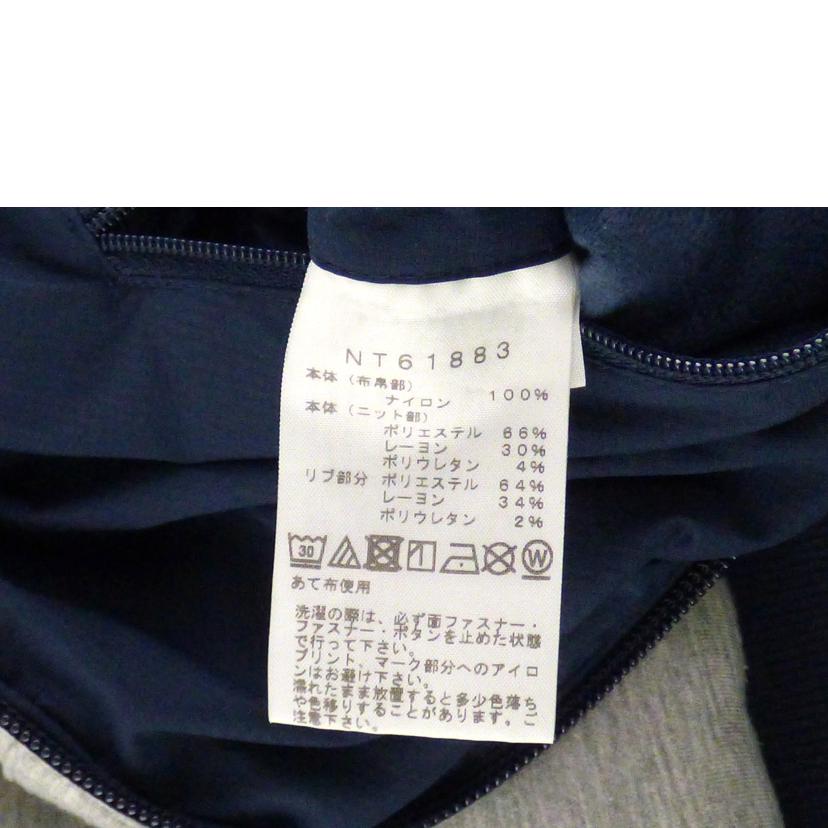 NT61883
本体(布帛部)
ナイロン 100%
本体(ニット部)
ポリエステル 66%
レーヨン 30%
ポリウレタン 4%
リブ部分 ポリエステル 64%
レーヨン 34%
ポリウレタン 2%
30 W
あて布使用
洗濯の際は、必ず面ファスナー・
ファスナー・ボタンを止めた状態
で行って下さい。
プリント、マーク部分へのアイロ
ンはお避け下さい。
濡れたまま放置すると多少色落ち
や色移りすることがあります。ご
注意下さい。